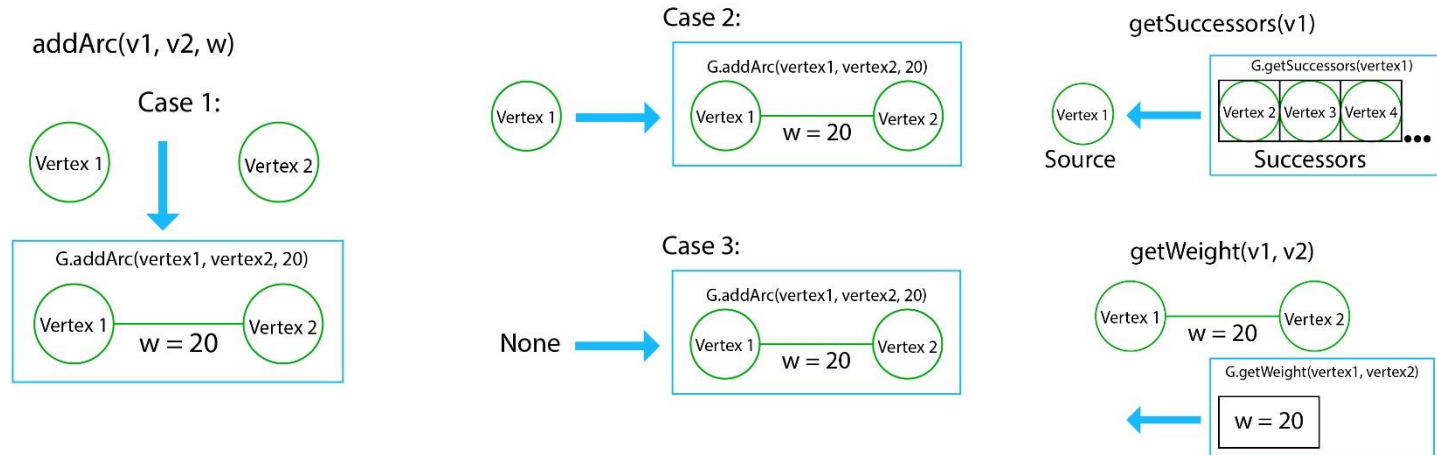 addArc(v1, v2, w)
Case 1:
Vertex 1
Vertex 2
G.addArc(vertex1, vertex2, 20)
Vertex 1
w = 20
Vertex 2
Case 2:
Vertex 1
G.addArc(vertex1, vertex2, 20)
Vertex 1
w = 20
Vertex 2
Case 3:
None
G.addArc(vertex1, vertex2, 20)
Vertex 1
w = 20
Vertex 2
getSuccessors(v1)
G.getSuccessors(vertex1)
Vertex 1
Vertex 2
Vertex 3
Vertex 4
...
Source
Successors
getWeight(v1, v2)
Vertex 1
w = 20
Vertex 2
G.getWeight(vertex1, vertex2)
w = 20